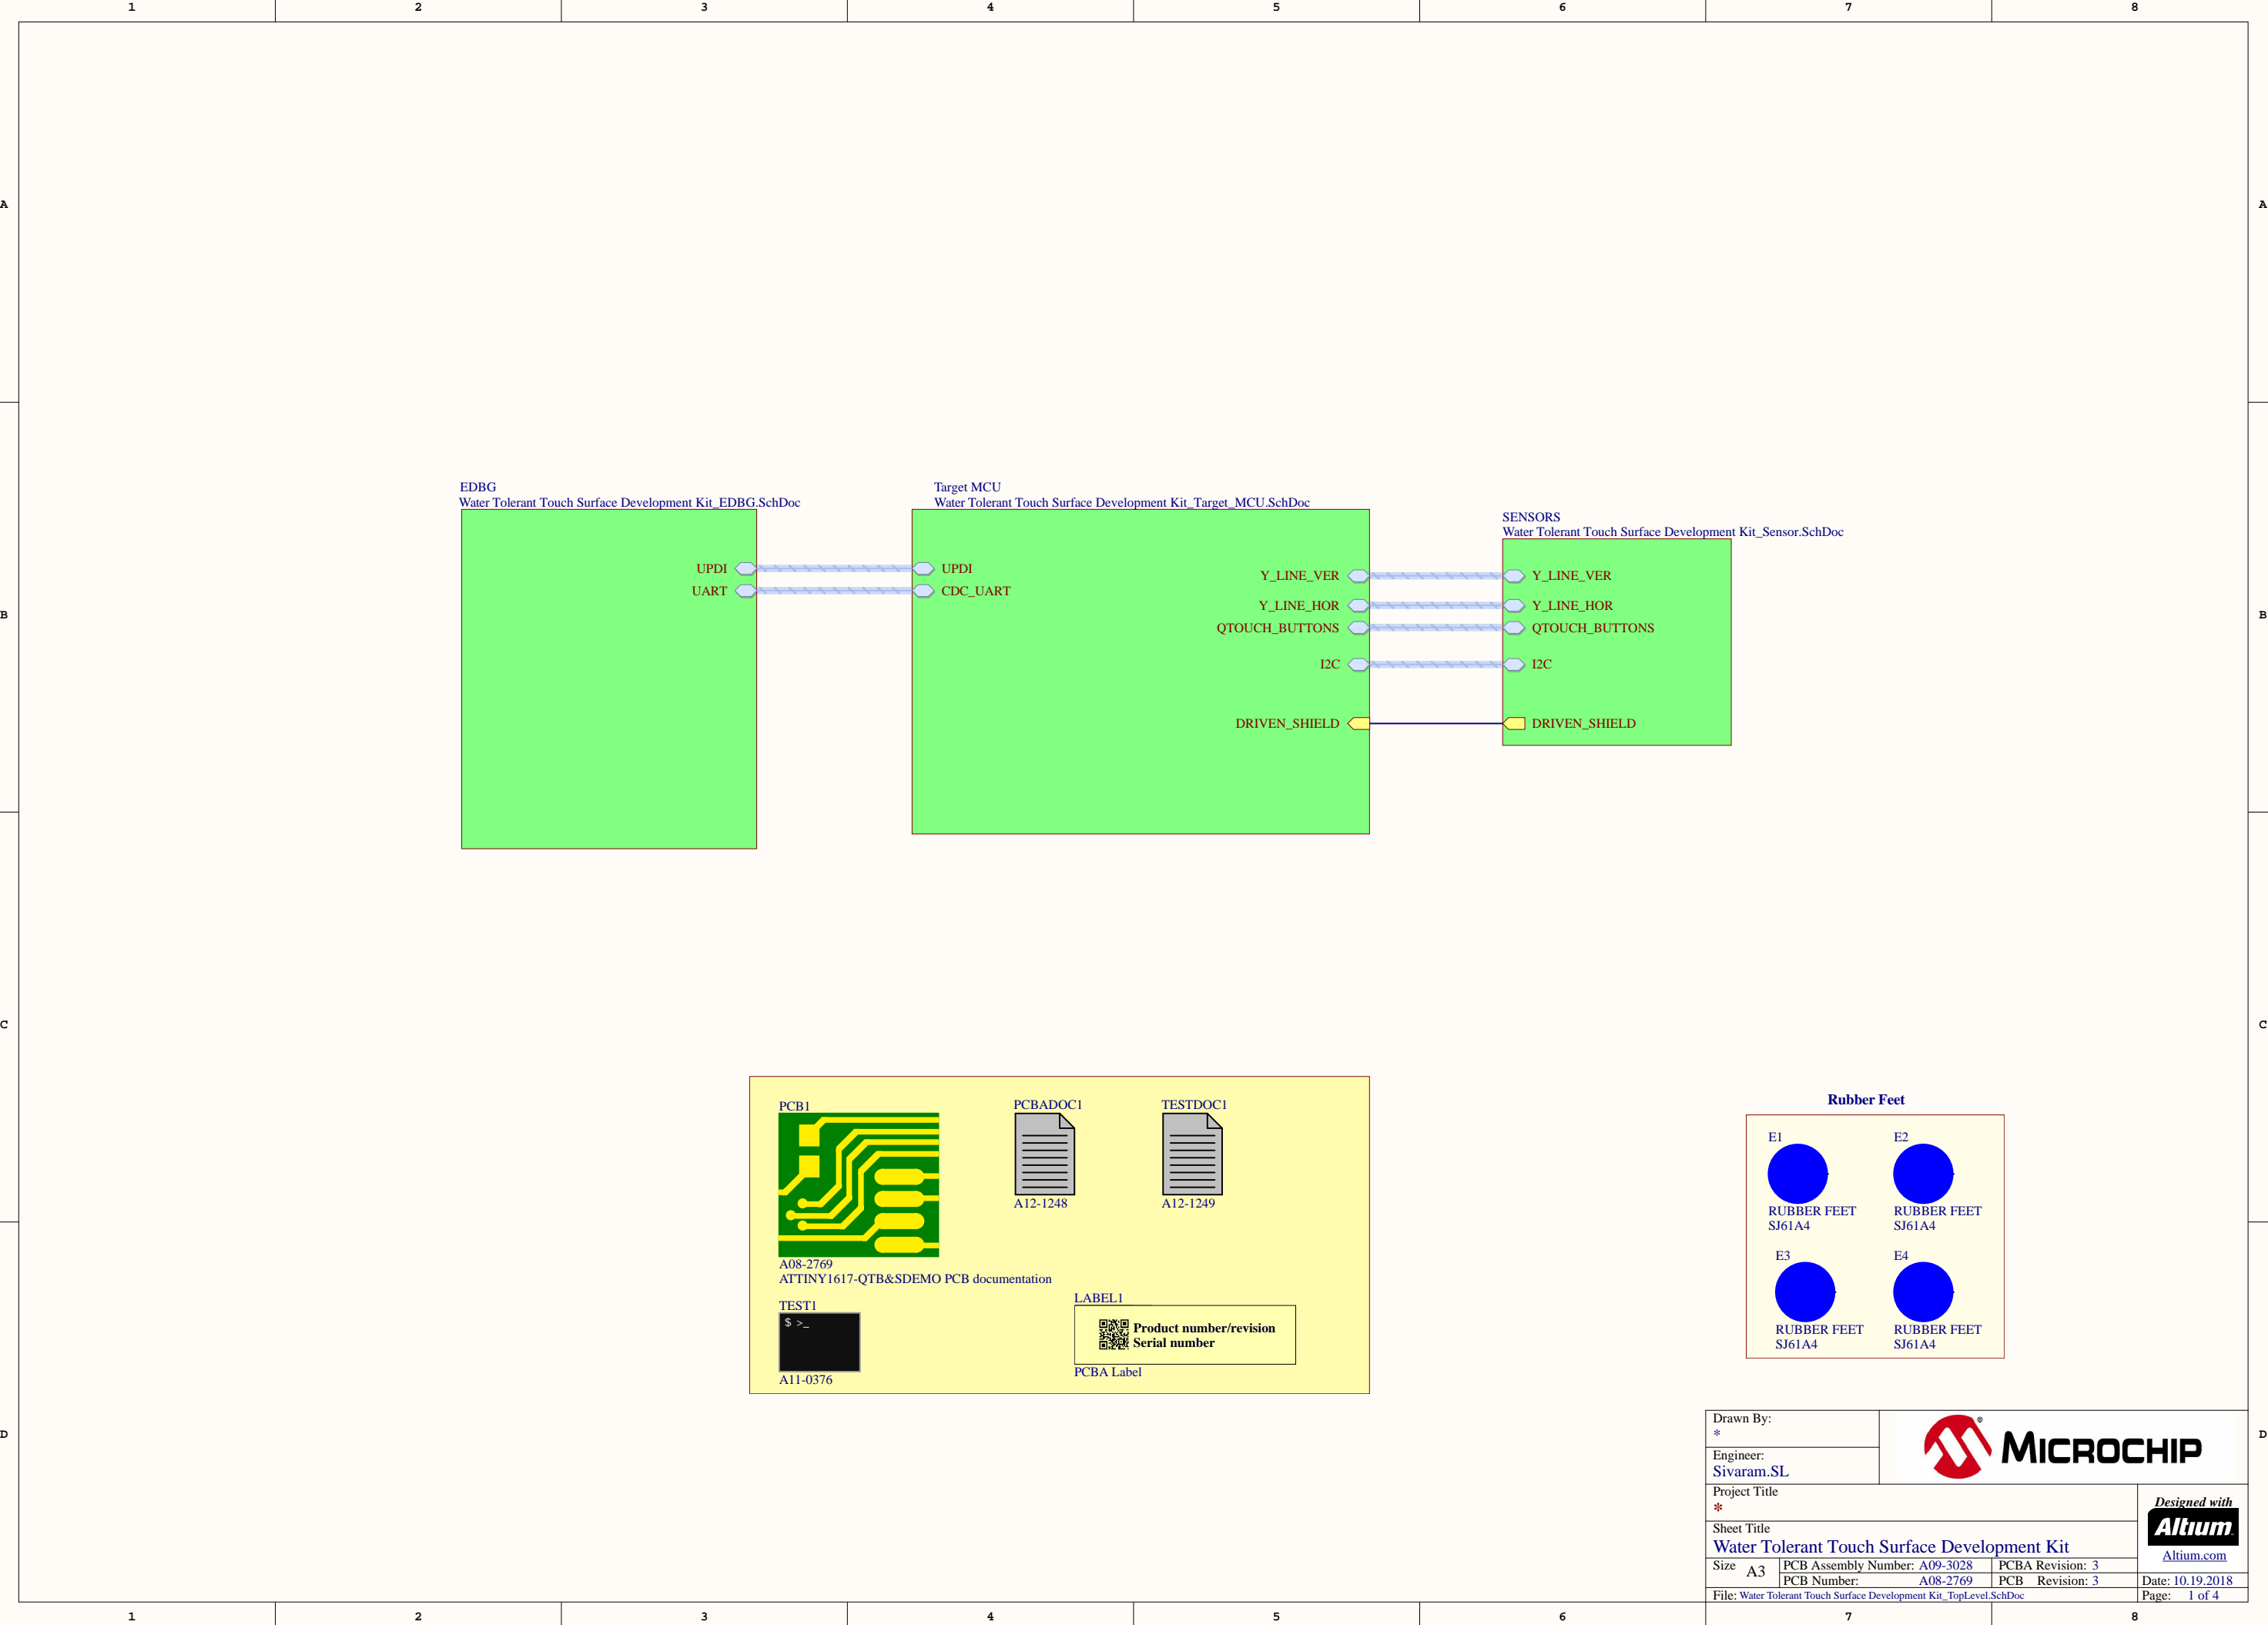 1 2 3 4 5 6 7 8
A A
B B
C C
D D
EDBG
Water Tolerant Touch Surface Development Kit_EDBG.SchDoc
UPDI
UART
Target MCU
Water Tolerant Touch Surface Development Kit_Target_MCU.SchDoc
UPDI
CDC_UART
Y_LINE_VER
Y_LINE_HOR
QTOUCH_BUTTONS
I2C
DRIVEN_SHIELD
SENSORS
Water Tolerant Touch Surface Development Kit_Sensor.SchDoc
Y_LINE_VER
Y_LINE_HOR
QTOUCH_BUTTONS
I2C
DRIVEN_SHIELD
PCB1
A08-2769
ATTINY1617-QTB&SDEMO PCB documentation
PCBADOC1
A12-1248
TESTDOC1
A12-1249
TEST1
$ >_
A11-0376
LABEL1
Product number/revision
Serial number
PCBA Label
Rubber Feet
E1
RUBBER FEET
SJ61A4
E2
RUBBER FEET
SJ61A4
E3
RUBBER FEET
SJ61A4
E4
RUBBER FEET
SJ61A4
Drawn By:
*
Engineer:
Sivaram.SL
MICROCHIP ®
Project Title
*
Sheet Title
Water Tolerant Touch Surface Development Kit
Designed with
Altium
Altium.com
Size A3
PCB Assembly Number: A09-3028 PCBA Revision: 3
PCB Number: A08-2769 PCB Revision: 3
Date: 10.19.2018
File: Water Tolerant Touch Surface Development Kit_TopLevel.SchDoc
Page: 1 of 4
1 2 3 4 5 6 7 8